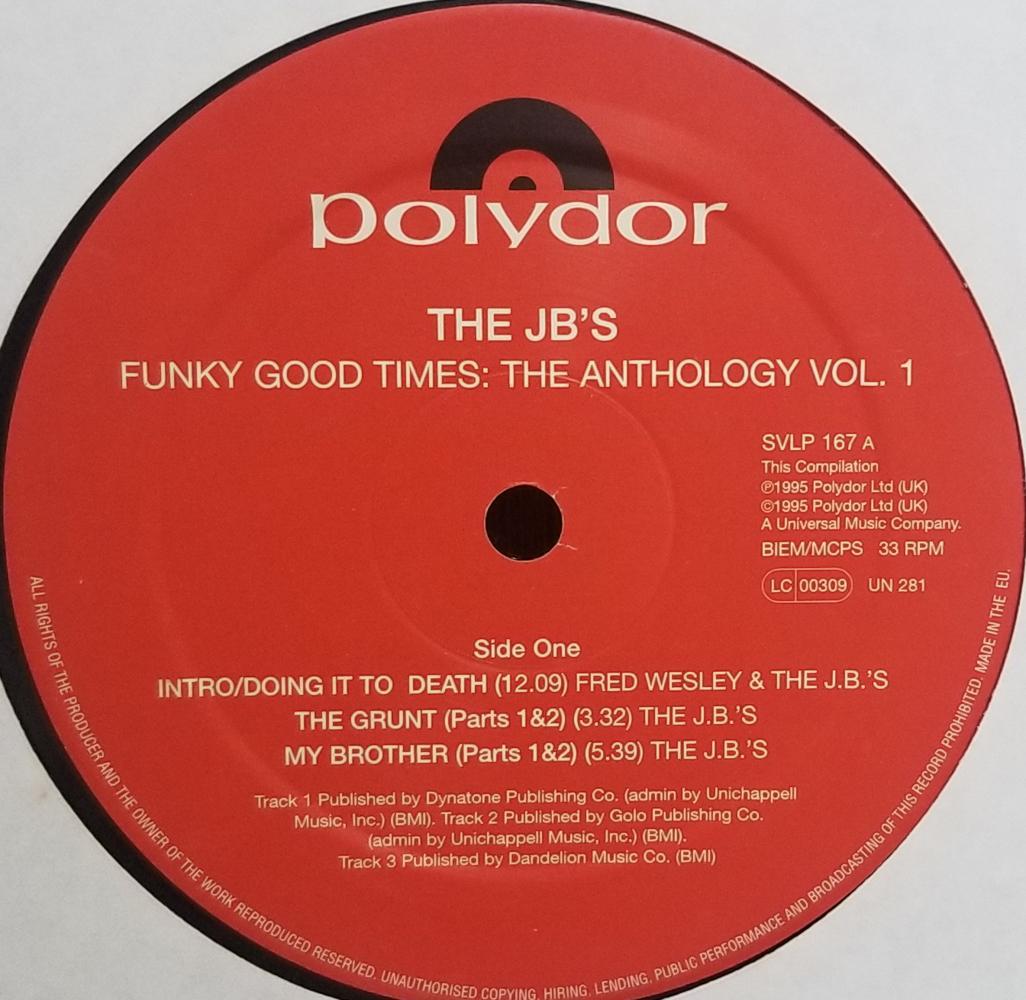 polydor
THE JB'S
FUNKY GOOD TIMES: THE ANTHOLOGY VOL. 1
SVLP 167 A
This Compilation
℗1995 Polydor Ltd (UK)
©1995 Polydor Ltd (UK)
A Universal Music Company.
BIEM/MCPS 33 RPM
LC 00309 UN 281
Side One
INTRO/DOING IT TO DEATH (12.09) FRED WESLEY & THE J.B.'S
THE GRUNT (Parts 1&2) (3.32) THE J.B.'S
MY BROTHER (Parts 1&2) (5.39) THE J.B.'S
Track 1 Published by Dynatone Publishing Co. (admin by Unichappell
Music, Inc.) (BMI). Track 2 Published by Golo Publishing Co.
(admin by Unichappell Music, Inc.) (BMI).
Track 3 Published by Dandelion Music Co. (BMI)
ALL RIGHTS OF THE PRODUCER AND THE OWNER OF THE WORK REPRODUCED RESERVED. UNAUTHORISED COPYING, HIRING, LENDING, PUBLIC PERFORMANCE AND BROADCASTING OF THIS RECORD PROHIBITED. MADE IN THE EU.